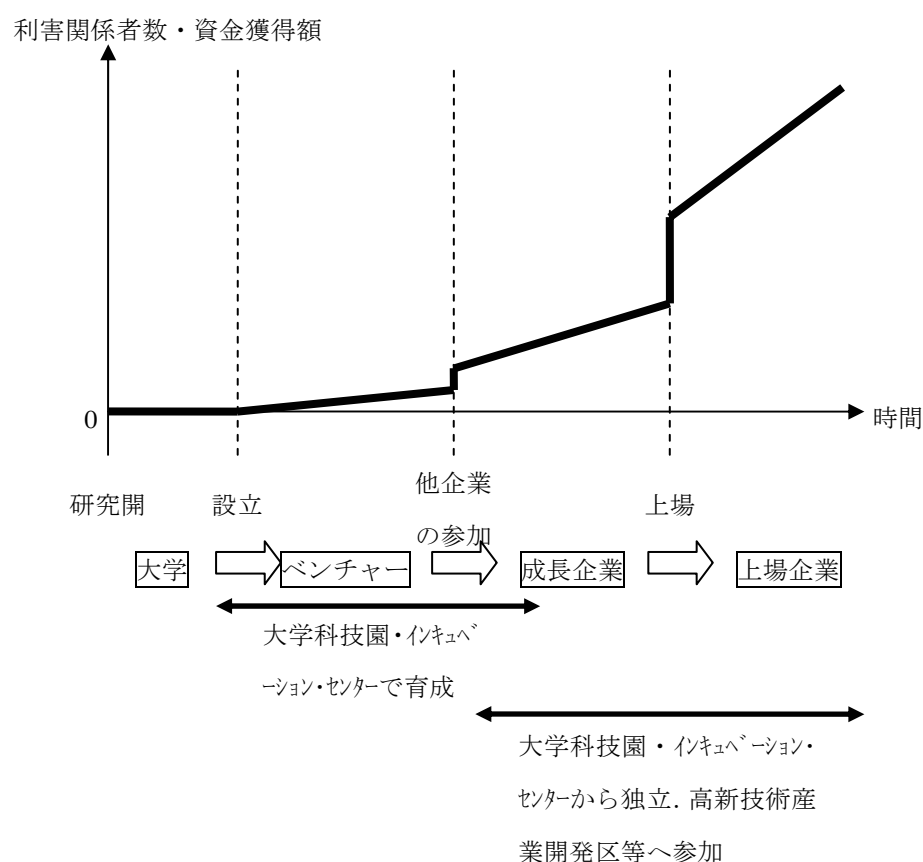 利害関係者数・資金獲得額
0
時間
研究開
設立
他企業
の参加
上場
大学
ベンチャー
成長企業
上場企業
大学科技園・ｲﾝｷｭﾍﾞ
ｰｼｮﾝ・ｾﾝﾀｰで育成
大学科技園・ｲﾝｷｭﾍﾞｰｼｮﾝ・
ｾﾝﾀｰから独立．高新技術産
業開発区等へ参加